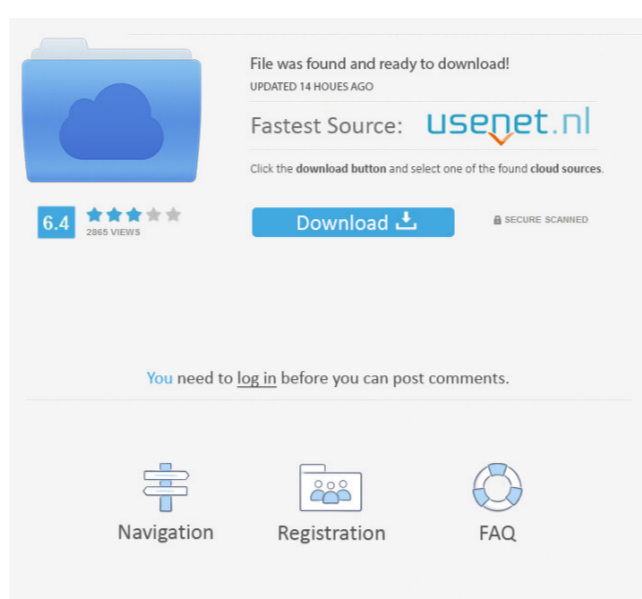 File was found and ready to download!
UPDATED 14 HOUES AGO
Fastest Source: usenet.nl
Click the download button and select one of the found cloud sources.
6.4
2865 VIEWS
Download
SECURE SCANNED
You need to log in before you can post comments.
Navigation Registration FAQ